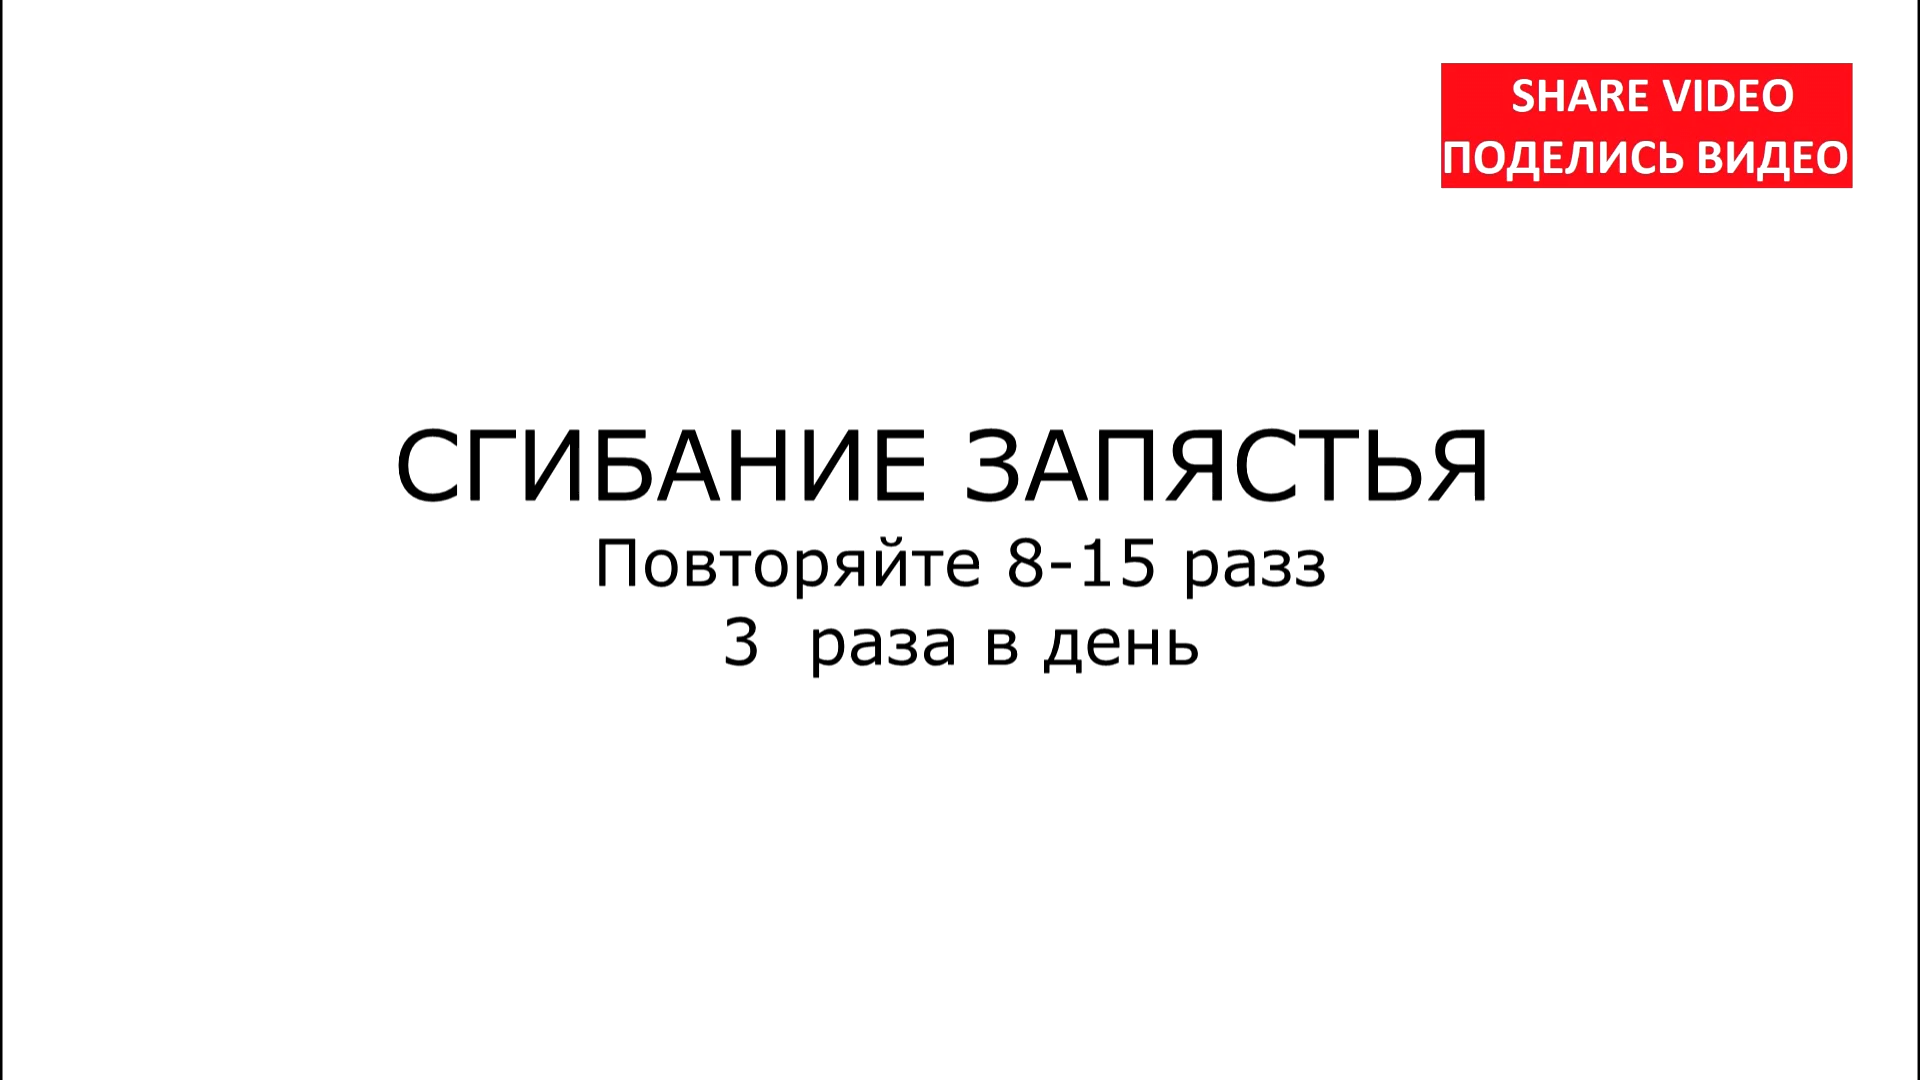 SHARE VIDEO
ПОДЕЛИСЬ ВИДЕО
СГИБАНИЕ ЗАПЯСТЬЯ
Повторяйте 8-15 разз
3  раза в день